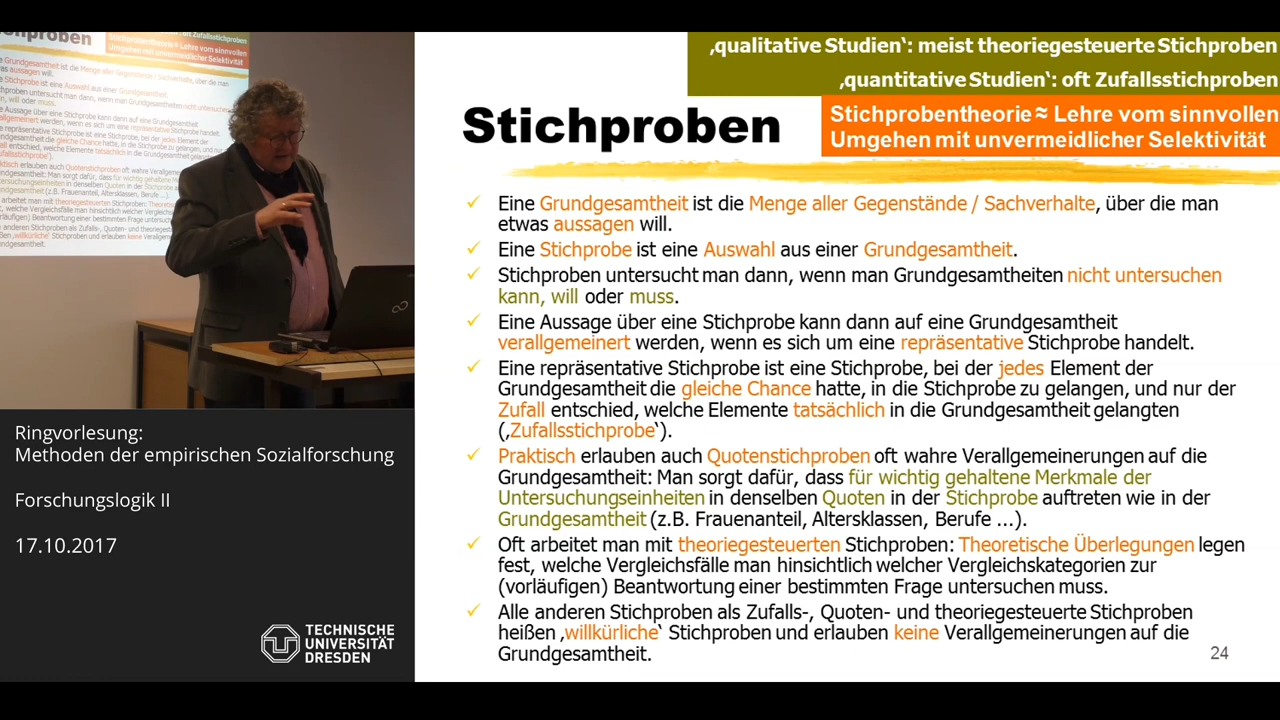 ‚qualitative Studien‘: meist theoriegesteuerte Stichproben
‚quantitative Studien‘: oft Zufallsstichproben
Stichprobentheorie ≈ Lehre vom sinnvollen
Umgehen mit unvermeidlicher Selektivität
Stichproben
Eine Grundgesamtheit ist die Menge aller Gegenstände / Sachverhalte, über die man
etwas aussagen will.
Eine Stichprobe ist eine Auswahl aus einer Grundgesamtheit.
Stichproben untersucht man dann, wenn man Grundgesamtheiten nicht untersuchen
kann, will oder muss.
Eine Aussage über eine Stichprobe kann dann auf eine Grundgesamtheit
verallgemeinert werden, wenn es sich um eine repräsentative Stichprobe handelt.
Eine repräsentative Stichprobe ist eine Stichprobe, bei der jedes Element der
Grundgesamtheit die gleiche Chance hatte, in die Stichprobe zu gelangen, und nur der
Zufall entschied, welche Elemente tatsächlich in die Grundgesamtheit gelangten
(‚Zufallsstichprobe‘).
Praktisch erlauben auch Quotenstichproben oft wahre Verallgemeinerungen auf die
Grundgesamtheit: Man sorgt dafür, dass für wichtig gehaltene Merkmale der
Untersuchungseinheiten in denselben Quoten in der Stichprobe auftreten wie in der
Grundgesamtheit (z.B. Frauenanteil, Altersklassen, Berufe ...).
Oft arbeitet man mit theoriegesteuerten Stichproben: Theoretische Überlegungen legen
fest, welche Vergleichsfälle man hinsichtlich welcher Vergleichskategorien zur
(vorläufigen) Beantwortung einer bestimmten Frage untersuchen muss.
Alle anderen Stichproben als Zufalls-, Quoten- und theoriegesteuerte Stichproben
heißen ‚willkürliche‘ Stichproben und erlauben keine Verallgemeinerungen auf die
Grundgesamtheit.
24
Ringvorlesung:
Methoden der empirischen Sozialforschung
Forschungslogik II
17.10.2017
TECHNISCHE
UNIVERSITÄT
DRESDEN